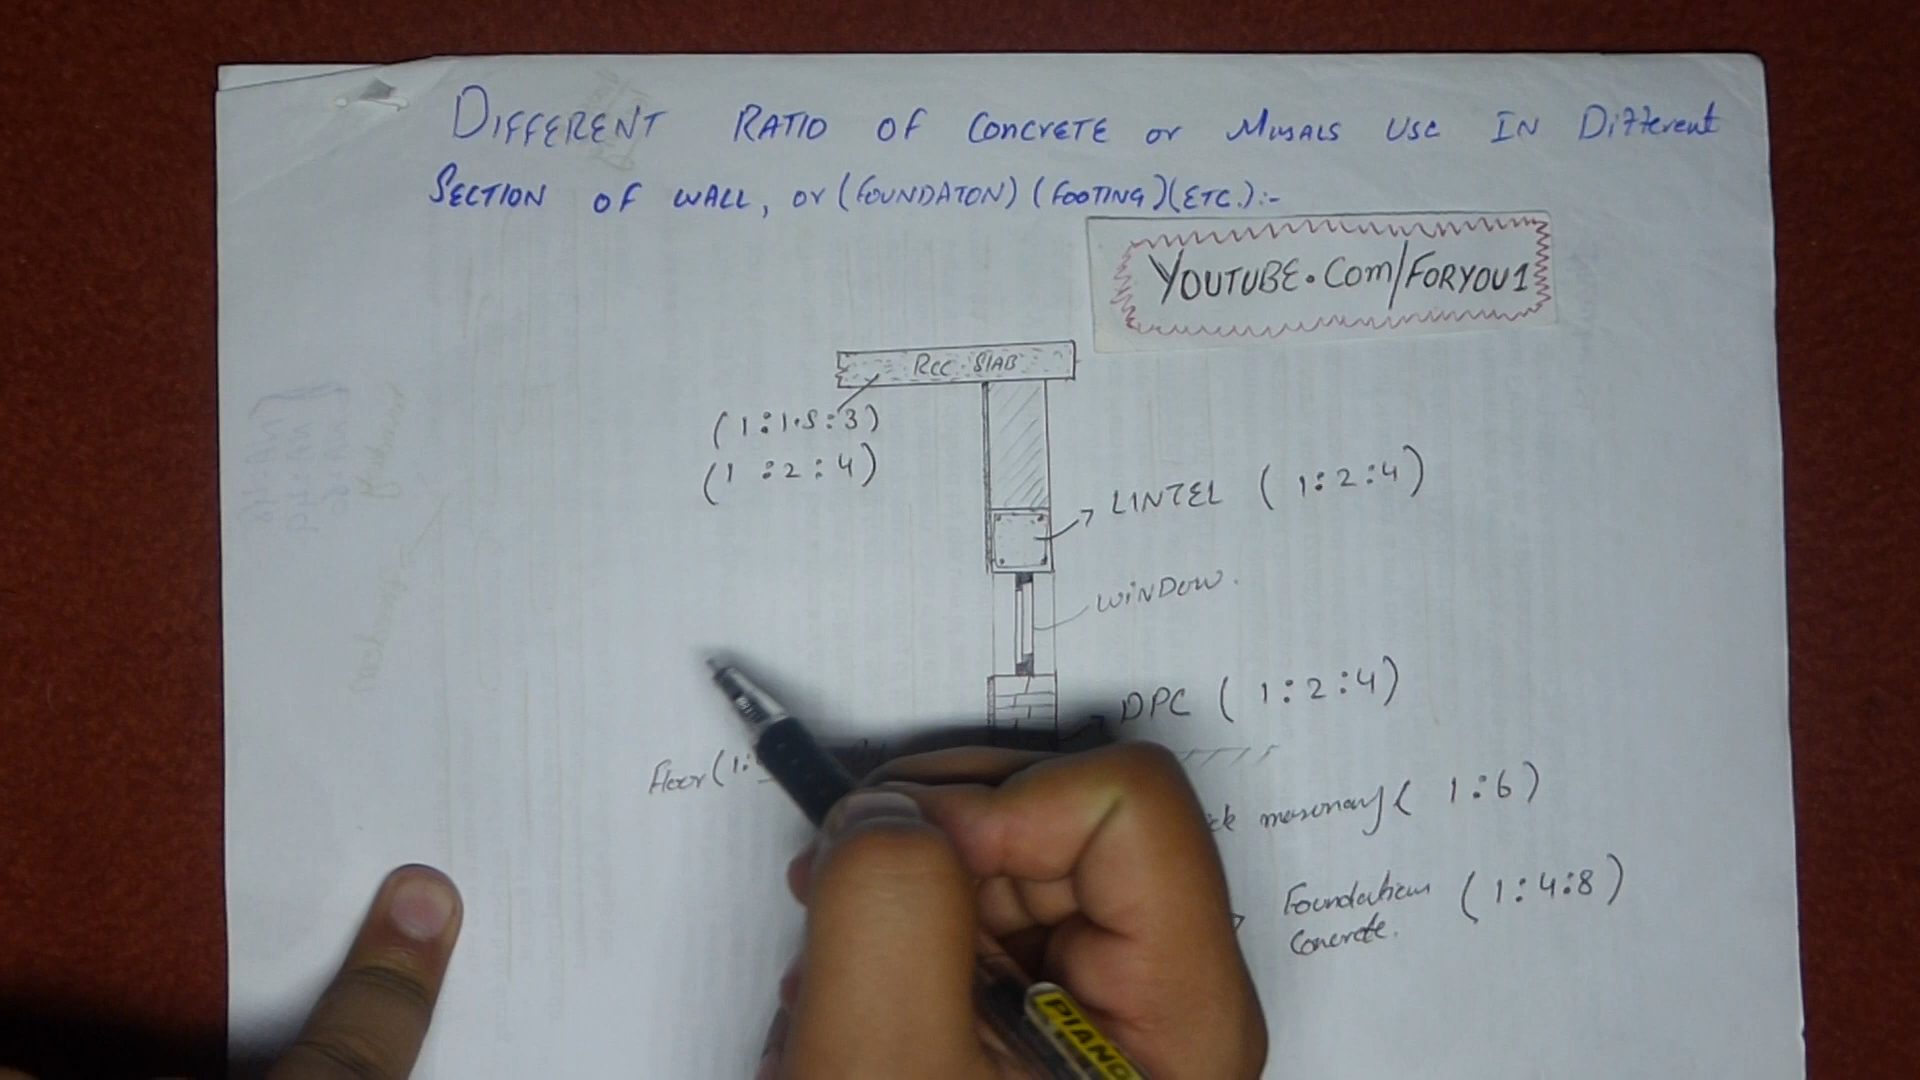 DIFFERENT RATIO OF CONCRETE or MUSALS USE IN Different
SECTION OF WALL, or (FOUNDATON) (FOOTING)(ETC.):-
YOUTUBE.Com/FORYOU1
RCC SLAB
(1:1.5:3)
(1:2:4)
LINTEL (1:2:4)
WINDOW.
DPC (1:2:4)
Floor (1:
masonary (1:6)
Foundation (1:4:8)
Concrete.
PIANO